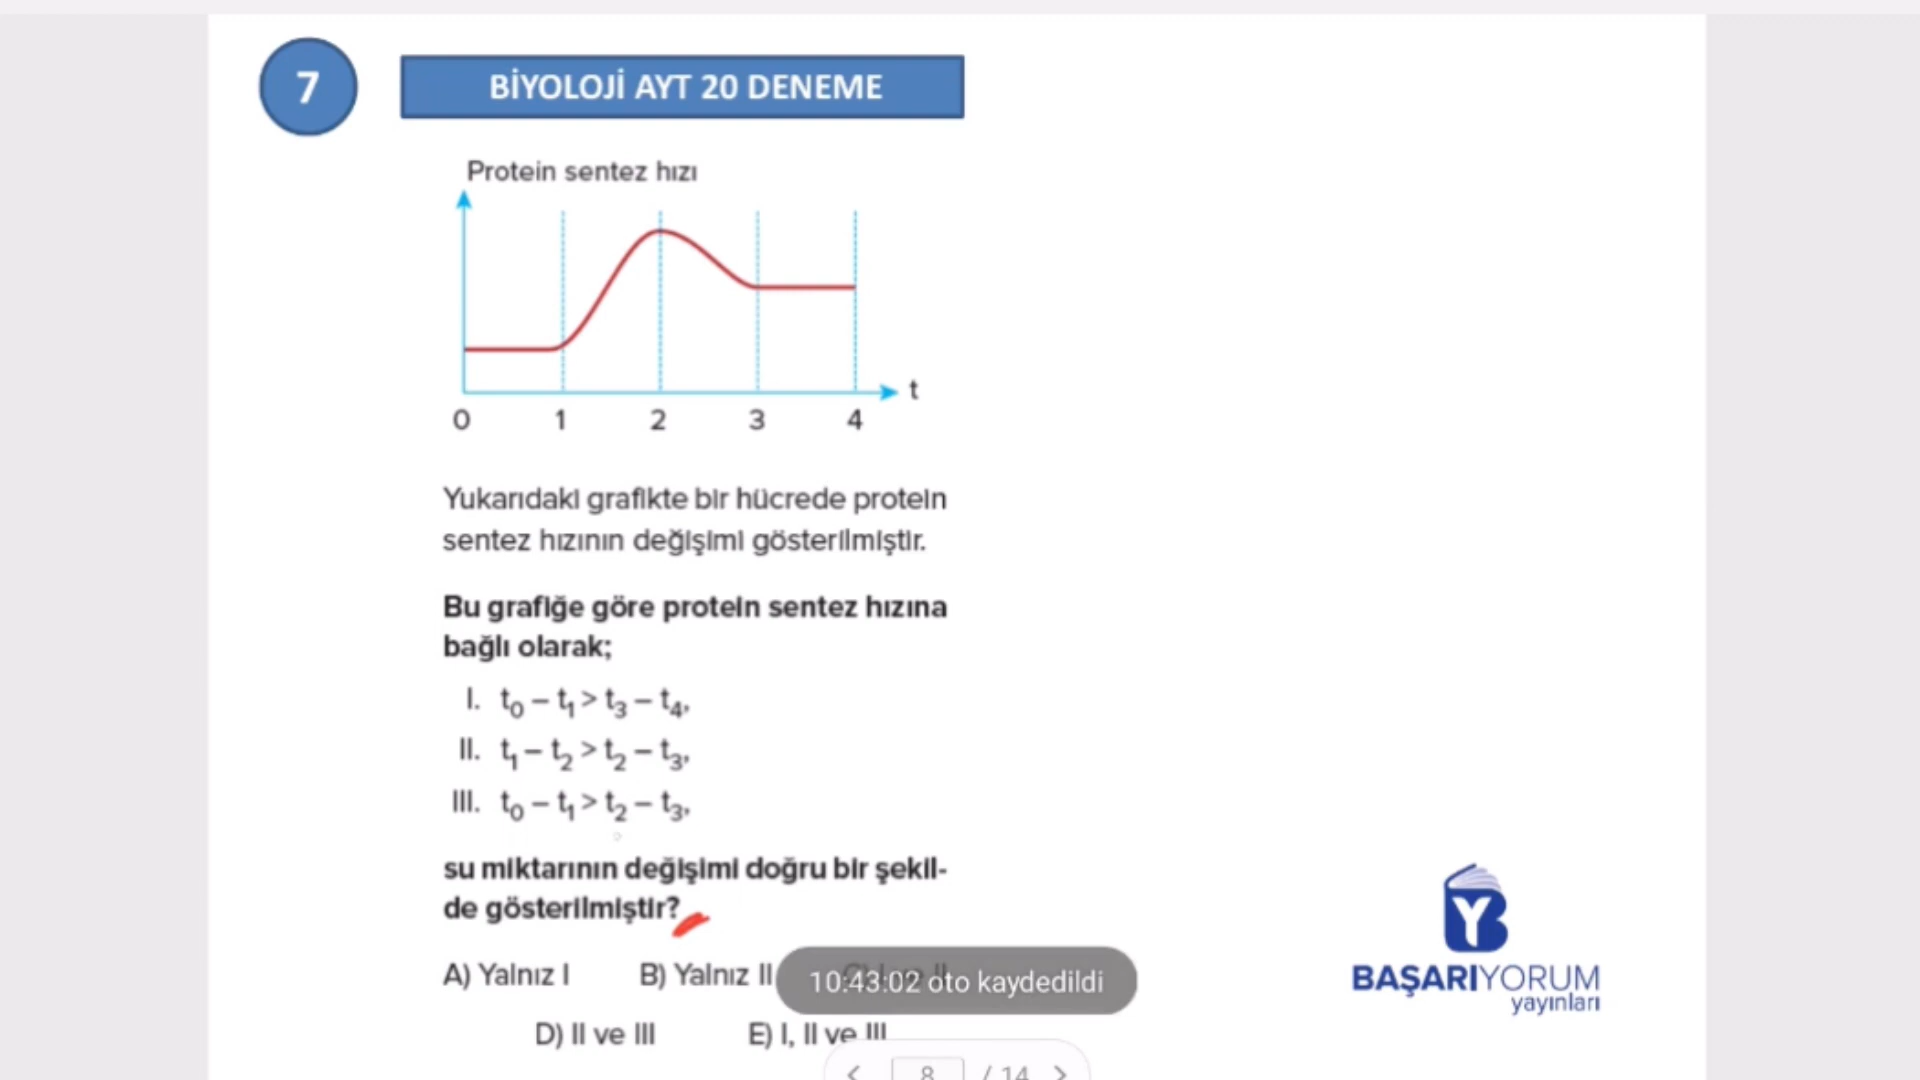 7
BİYOLOJİ AYT 20 DENEME
Protein sentez hızı
t
0 1 2 3 4
Yukarıdaki grafikte bir hücrede protein
sentez hızının değişimi gösterilmiştir.
Bu grafiğe göre protein sentez hızına
bağlı olarak;
I. t₀ – t₁ > t₃ – t₄,
II. t₁ – t₂ > t₂ – t₃,
III. t₀ – t₁ > t₂ – t₃,
su miktarının değişimi doğru bir şekil-
de gösterilmiştir?
A) Yalnız I B) Yalnız II
10:43:02 oto kaydedildi
D) II ve III E) I, II ve III
8 / 14
BY
BAŞARIYORUM
yayınları